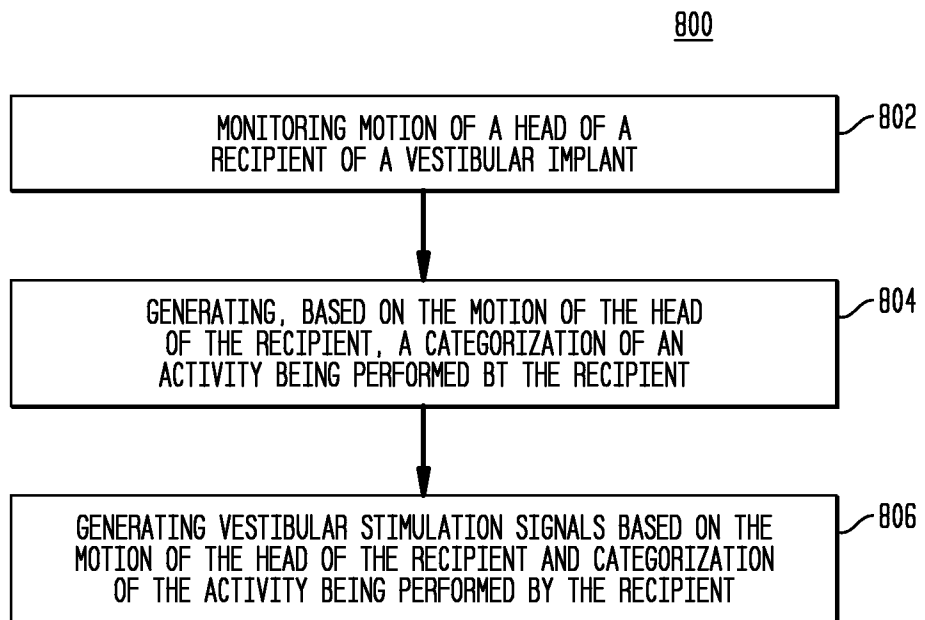 800
MONITORING MOTION OF A HEAD OF A
RECIPIENT OF A VESTIBULAR IMPLANT
802
GENERATING, BASED ON THE MOTION OF THE HEAD
OF THE RECIPIENT, A CATEGORIZATION OF AN
ACTIVITY BEING PERFORMED BT THE RECIPIENT
804
GENERATING VESTIBULAR STIMULATION SIGNALS BASED ON THE
MOTION OF THE HEAD OF THE RECIPIENT AND CATEGORIZATION
OF THE ACTIVITY BEING PERFORMED BY THE RECIPIENT
806